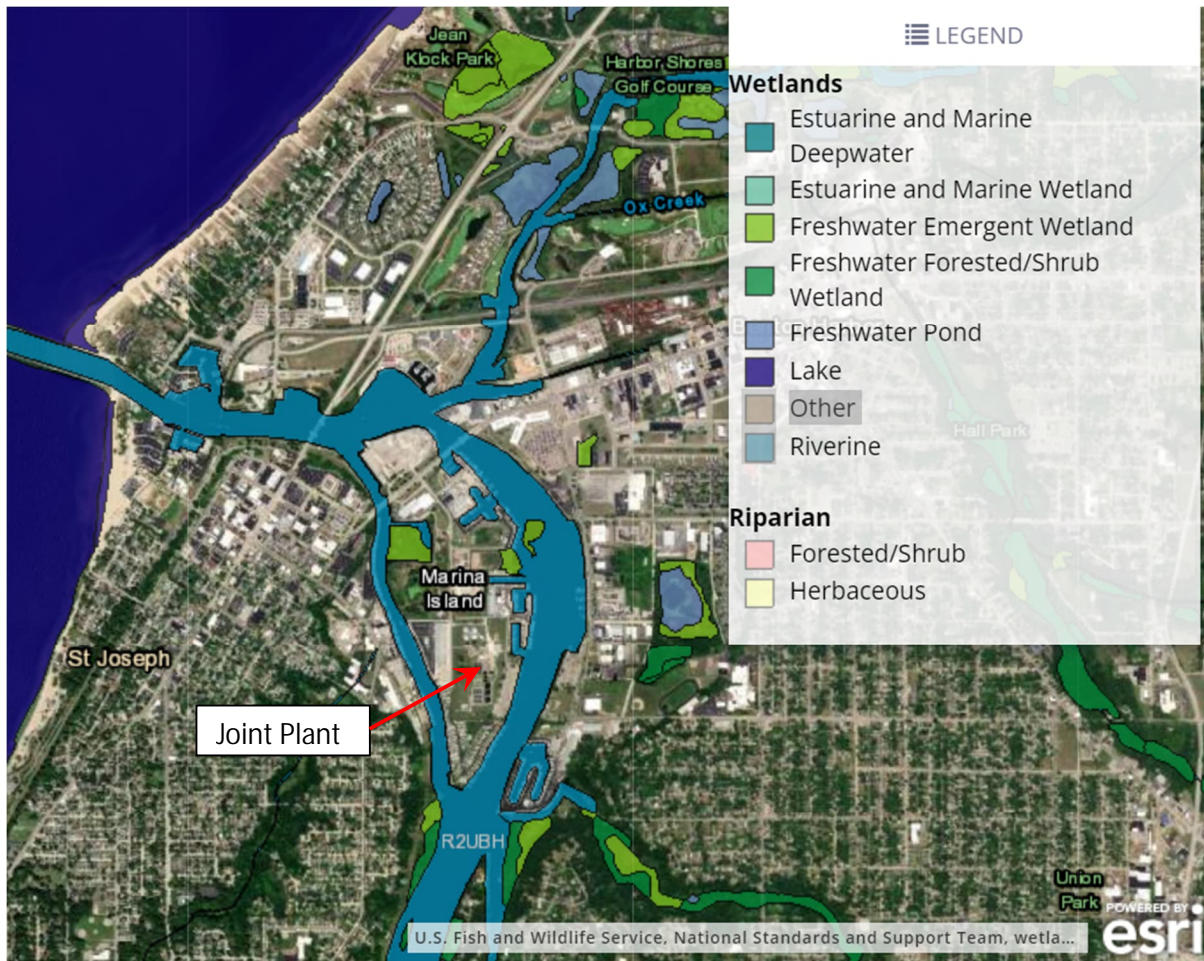 Jean
Klock Park
Harbor Shores
Golf Course
Ox Creek
Marina
Island
St Joseph
Joint Plant
R2UBH
Union
Park
Hall Park
LEGEND
Wetlands
Estuarine and Marine
Deepwater
Estuarine and Marine Wetland
Freshwater Emergent Wetland
Freshwater Forested/Shrub
Wetland
Freshwater Pond
Lake
Other
Riverine
Riparian
Forested/Shrub
Herbaceous
U.S. Fish and Wildlife Service, National Standards and Support Team, wetla...
POWERED BY
esri